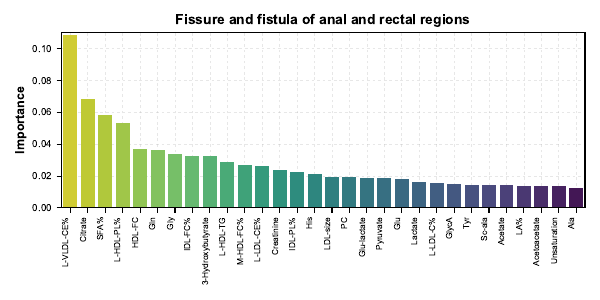 Fissure and fistula of anal and rectal regions
Importance
0.10
0.08
0.06
0.04
0.02
0.00
L-VLDL-CE%
Citrate
SFA%
L-HDL-PL%
HDL-FC
Gln
Gly
IDL-FC%
3-Hydroxybutyrate
L-HDL-TG
M-HDL-FC%
L-LDL-CE%
Creatinine
IDL-PL%
His
LDL-size
PC
Glu-lactate
Pyruvate
Glu
Lactate
L-LDL-C%
GlycA
Tyr
Sc-ala
Acetate
LA%
Acetoacetate
Unsaturation
Ala